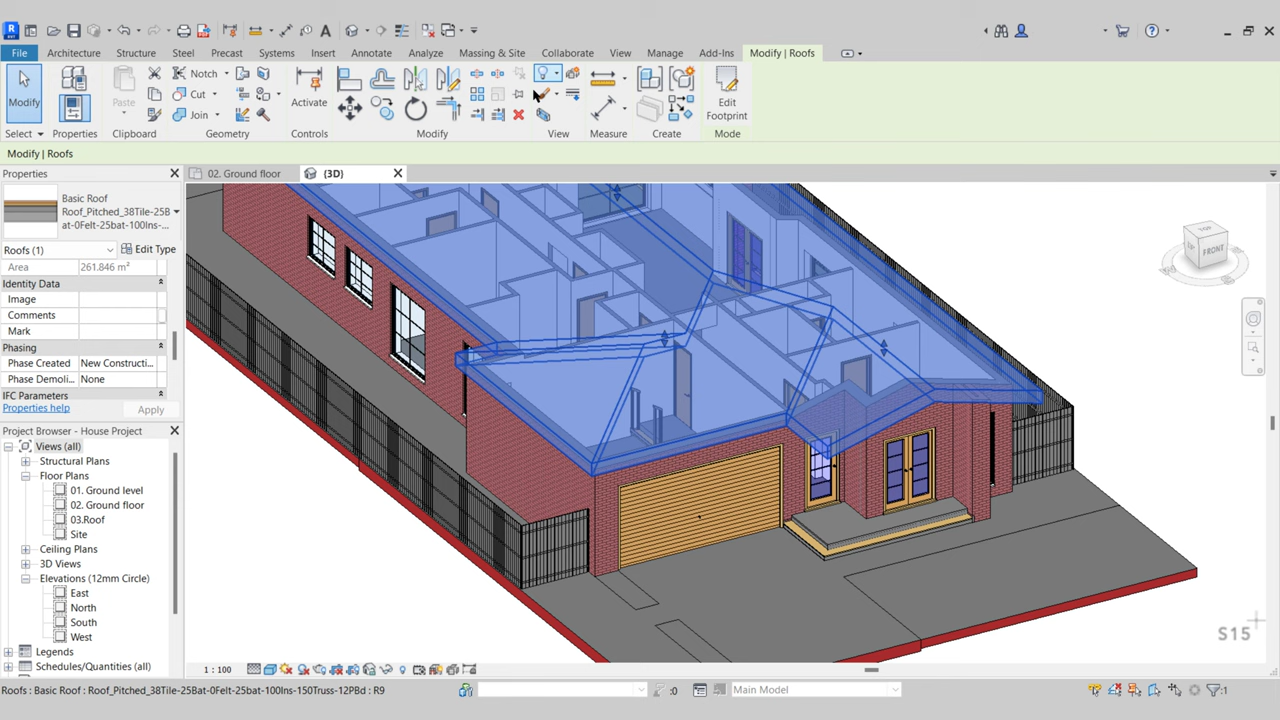 File Architecture Structure Steel Precast Systems Insert Annotate Analyze Massing & Site Collaborate View Manage Add-Ins Modify | Roofs
Modify
Properties
Paste
Notch
Cut
Join
Activate
Edit
Footprint
Select Properties Clipboard Geometry Controls Modify View Measure Create Mode
Modify | Roofs
Properties
02. Ground floor
{3D}
Basic Roof
Roof_Pitched_38Tile-25B
at-0Felt-25bat-100Ins-...
Roofs (1)
Edit Type
Area 261.846 m²
Identity Data
Image
Comments
Mark
Phasing
Phase Created New Constructi...
Phase Demoli... None
IFC Parameters
Properties help
Apply
TOP
FRONT
Project Browser - House Project
Views (all)
Structural Plans
Floor Plans
01. Ground level
02. Ground floor
03.Roof
Site
Ceiling Plans
3D Views
Elevations (12mm Circle)
East
North
South
West
Legends
Schedules/Quantities (all)
S15
1 : 100
Roofs : Basic Roof : Roof_Pitched_38Tile-25Bat-0Felt-25bat-100Ins-150Truss-12PBd : R9
:0
Main Model
:1